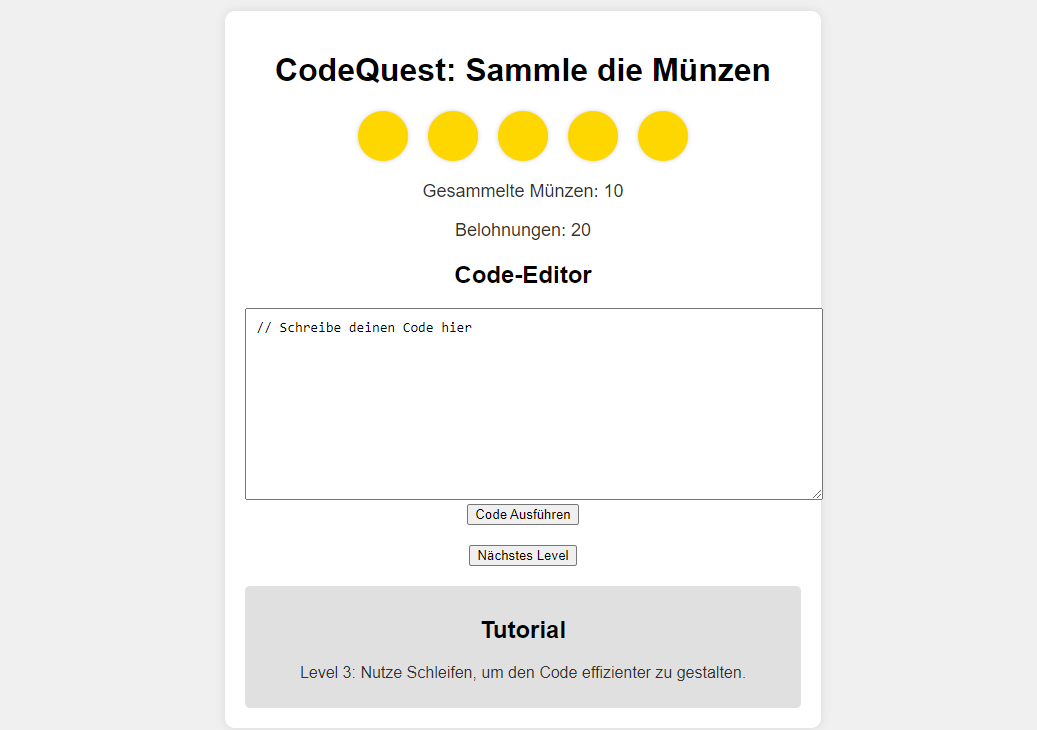 CodeQuest: Sammle die Münzen
Gesammelte Münzen: 10
Belohnungen: 20
Code-Editor
// Schreibe deinen Code hier
Code Ausführen
Nächstes Level
Tutorial
Level 3: Nutze Schleifen, um den Code effizienter zu gestalten.